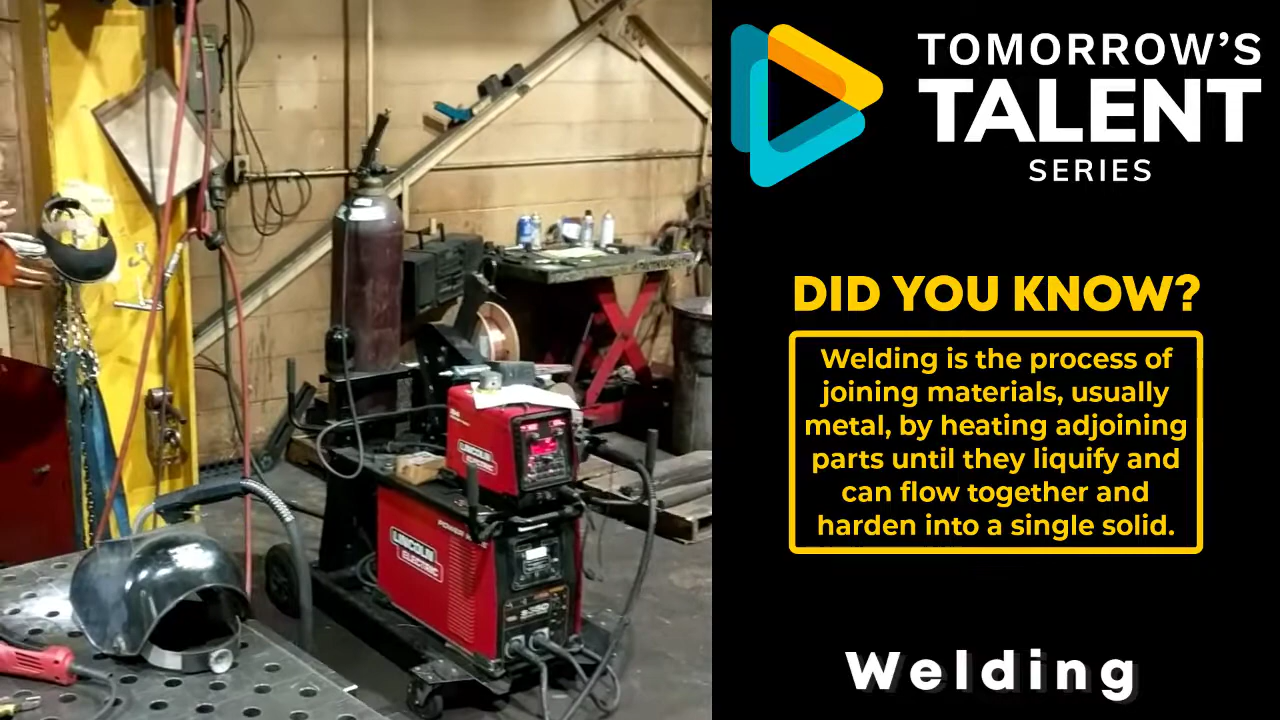 TOMORROW'S
TALENT
SERIES
DID YOU KNOW?
Welding is the process of
joining materials, usually
metal, by heating adjoining
parts until they liquify and
can flow together and
harden into a single solid.
Welding
LINCOLN
ELECTRIC
LINCOLN
ELECTRIC